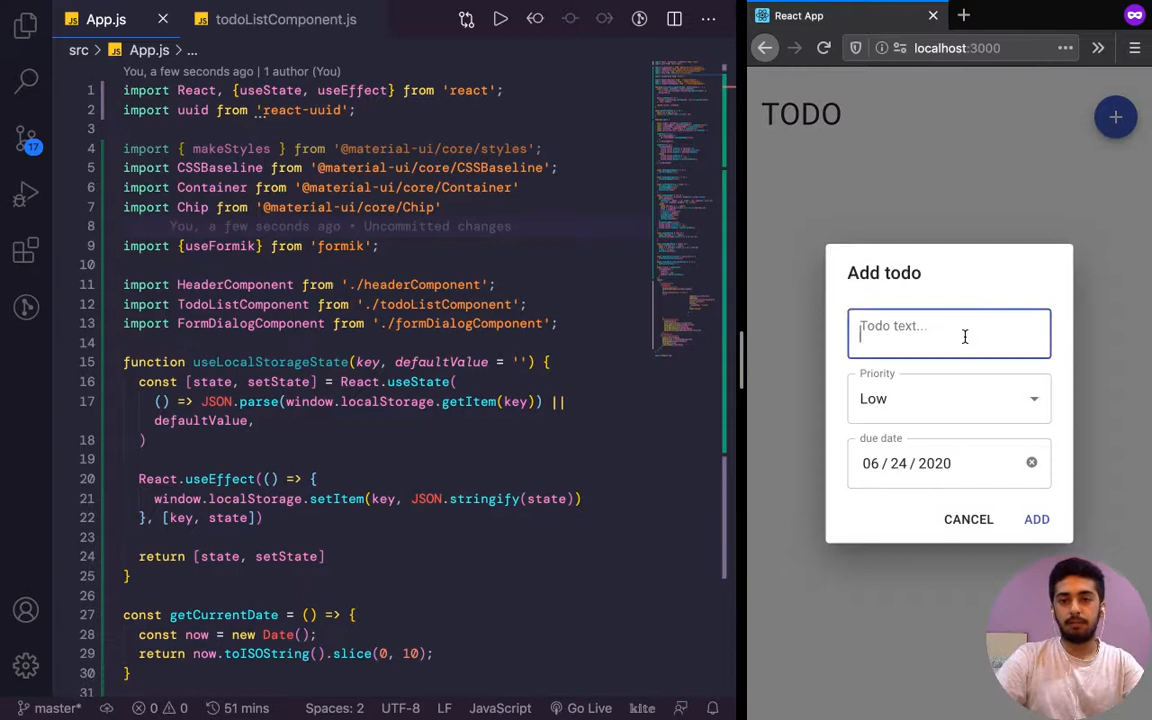 App.js
todoListComponent.js
src > App.js > ...
You, a few seconds ago | 1 author (You)
1 import React, {useState, useEffect} from 'react';
2 import uuid from 'react-uuid';
3
4 import { makeStyles } from '@material-ui/core/styles';
5 import CSSBaseline from '@material-ui/core/CSSBaseline';
6 import Container from '@material-ui/core/Container'
7 import Chip from '@material-ui/core/Chip'
8 You, a few seconds ago • Uncommitted changes
9 import {useFormik} from 'formik';
10
11 import HeaderComponent from './headerComponent';
12 import TodoListComponent from './todoListComponent';
13 import FormDialogComponent from './formDialogComponent';
14
15 function useLocalStorageState(key, defaultValue = '') {
16 const [state, setState] = React.useState(
17 () => JSON.parse(window.localStorage.getItem(key)) ||
defaultValue,
18 )
19
20 React.useEffect(() => {
21 window.localStorage.setItem(key, JSON.stringify(state))
22 }, [key, state])
23
24 return [state, setState]
25 }
26
27 const getCurrentDate = () => {
28 const now = new Date();
29 return now.toISOString().slice(0, 10);
30 }
31
17
master*
0
0
51 mins
Spaces: 2
UTF-8
LF
JavaScript
Go Live
kite
React App
localhost:3000
TODO
Add todo
Todo text...
Priority
Low
due date
06 / 24 / 2020
CANCEL
ADD